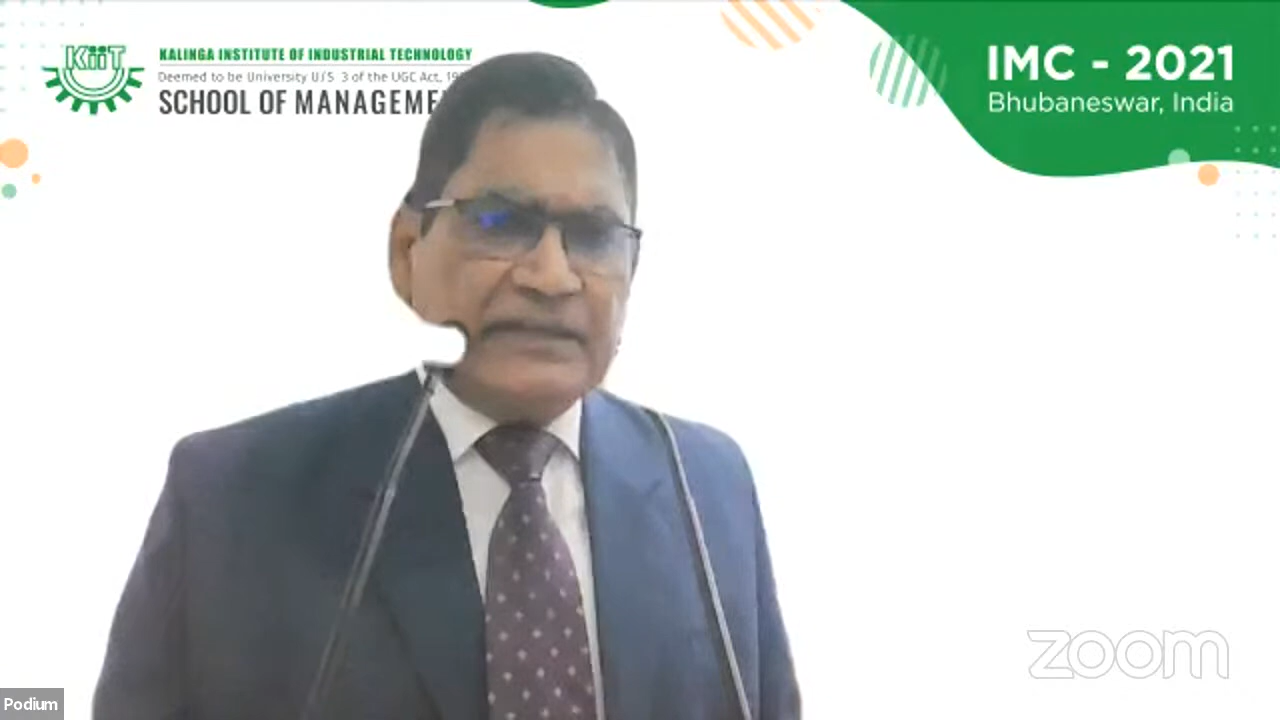 KiiT
KALINGA INSTITUTE OF INDUSTRIAL TECHNOLOGY
Deemed to be University U/S 3 of the UGC Act,
SCHOOL OF
IMC - 2021
Bhubaneswar, India
zoom
Podium